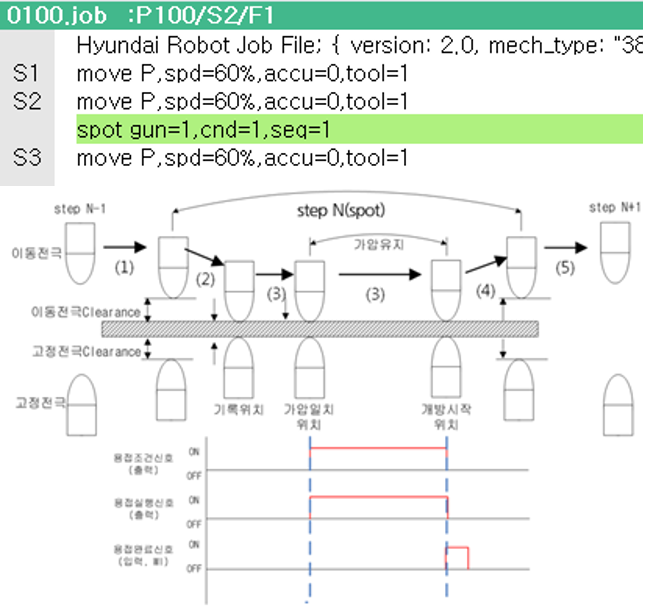 0100.job :P100/S2/F1
Hyundai Robot Job File; { version: 2.0, mech_type: "38
S1 move P,spd=60%,accu=0,tool=1
S2 move P,spd=60%,accu=0,tool=1
spot gun=1,cnd=1,seq=1
S3 move P,spd=60%,accu=0,tool=1
step N-1
step N(spot)
step N+1
이동전극
가압유지
(1)
(2)
(3)
(3)
(4)
(5)
이동전극Clearance
고정전극Clearance
고정전극
기록위치
가압일치
위치
개방시작
위치
용접조건신호
(출력)
ON
OFF
용접실행신호
(출력)
ON
OFF
용접완료신호
(입력, WI)
ON
OFF